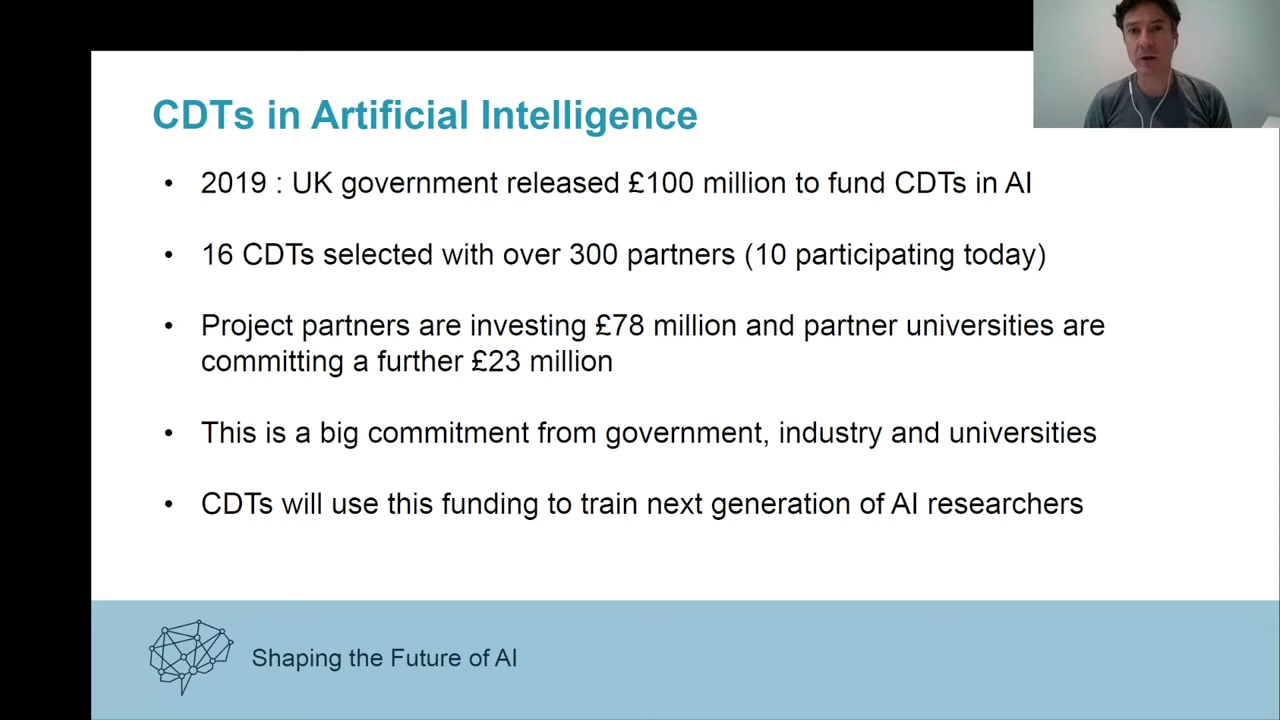 CDTs in Artificial Intelligence
• 2019 : UK government released £100 million to fund CDTs in AI
• 16 CDTs selected with over 300 partners (10 participating today)
• Project partners are investing £78 million and partner universities are
committing a further £23 million
• This is a big commitment from government, industry and universities
• CDTs will use this funding to train next generation of AI researchers
Shaping the Future of AI